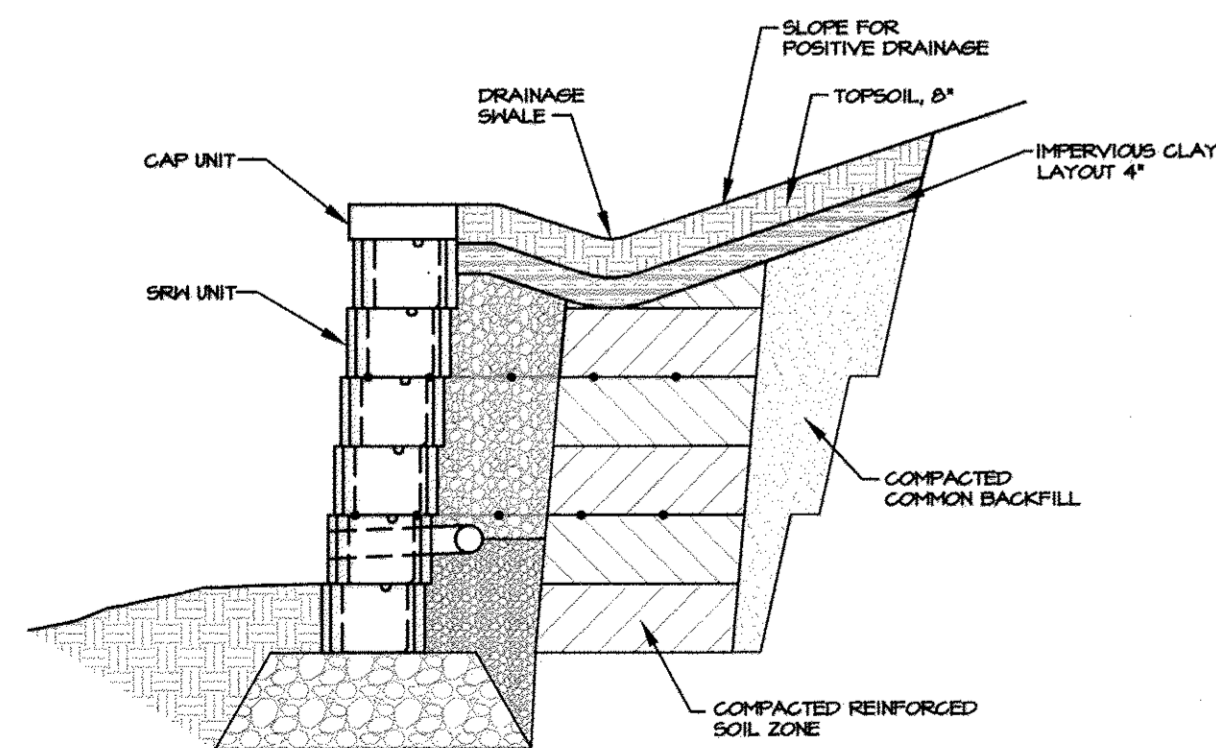 SLOPE FOR
POSITIVE DRAINAGE
DRAINAGE
SWALE
TOPSOIL, 8"
CAP UNIT
IMPERVIOUS CLAY
LAYOUT 4"
SRW UNIT
COMPACTED
COMMON BACKFILL
COMPACTED REINFORCED
SOIL ZONE